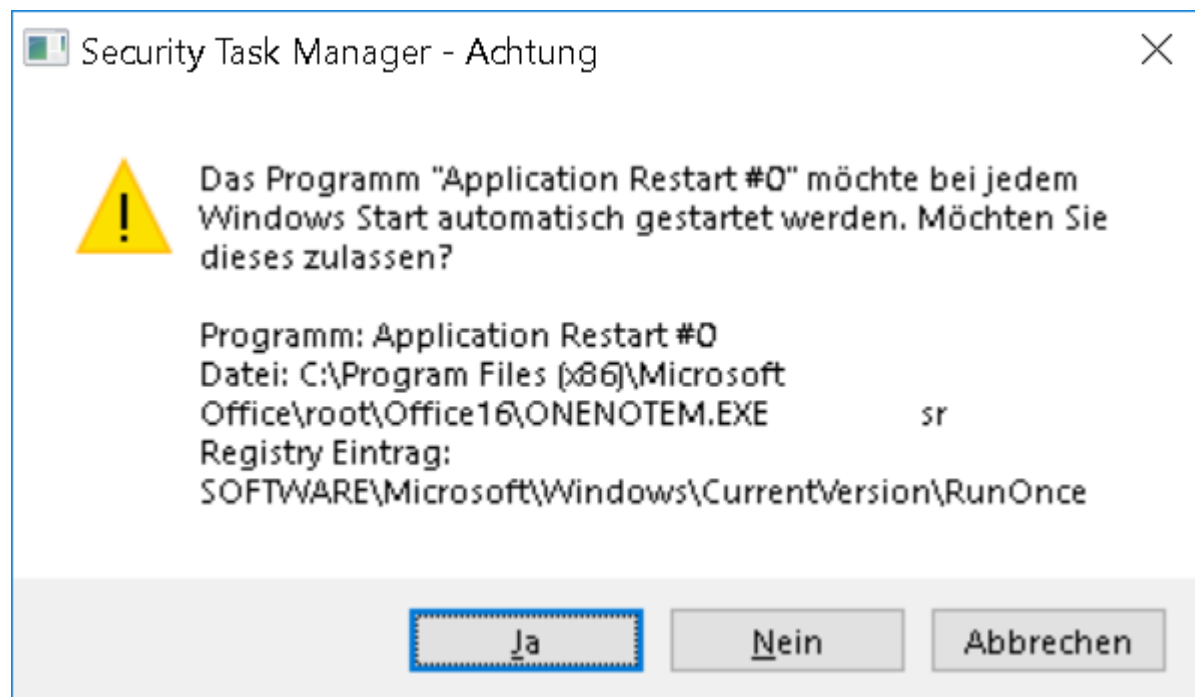 Security Task Manager - Achtung
Das Programm "Application Restart #0" möchte bei jedem
Windows Start automatisch gestartet werden. Möchten Sie
dieses zulassen?
Programm: Application Restart #0
Datei: C:\Program Files (x86)\Microsoft
Office\root\Office16\ONENOTEM.EXE sr
Registry Eintrag:
SOFTWARE\Microsoft\Windows\CurrentVersion\RunOnce
Ja Nein Abbrechen